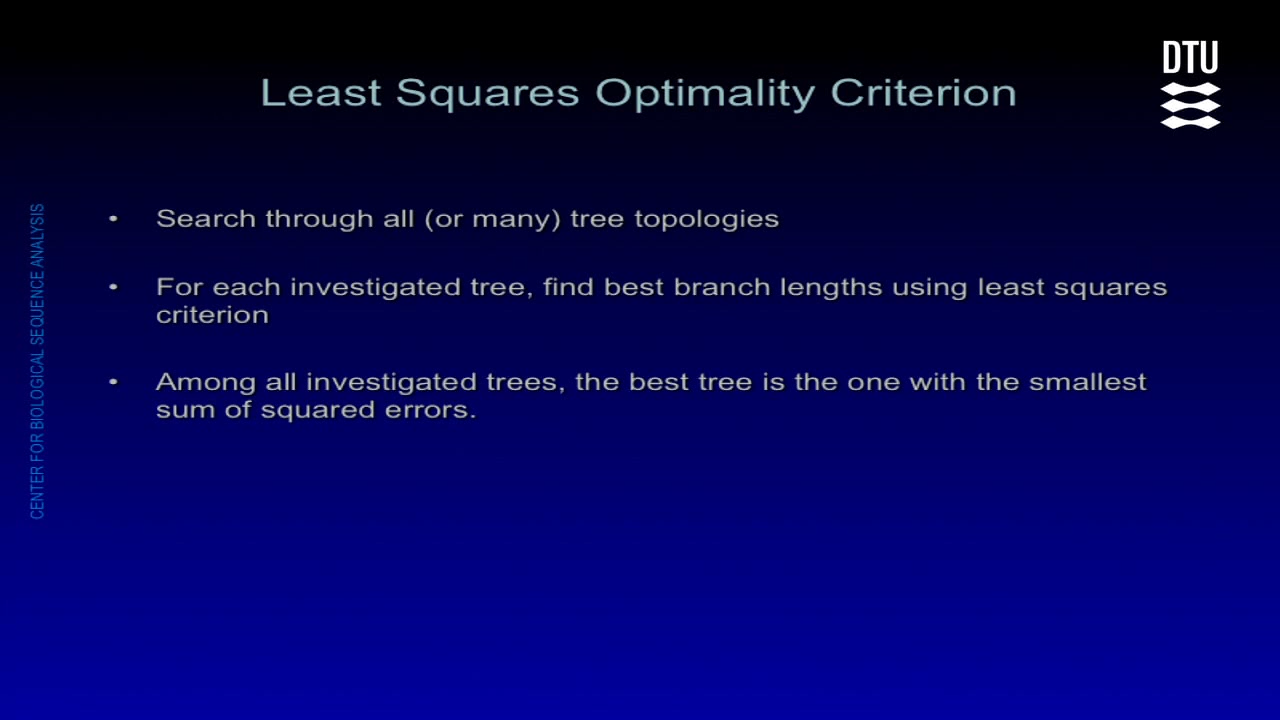 DTU
Least Squares Optimality Criterion
CENTER FOR BIOLOGICAL SEQUENCE ANALYSIS
• Search through all (or many) tree topologies
• For each investigated tree, find best branch lengths using least squares
criterion
• Among all investigated trees, the best tree is the one with the smallest
sum of squared errors.